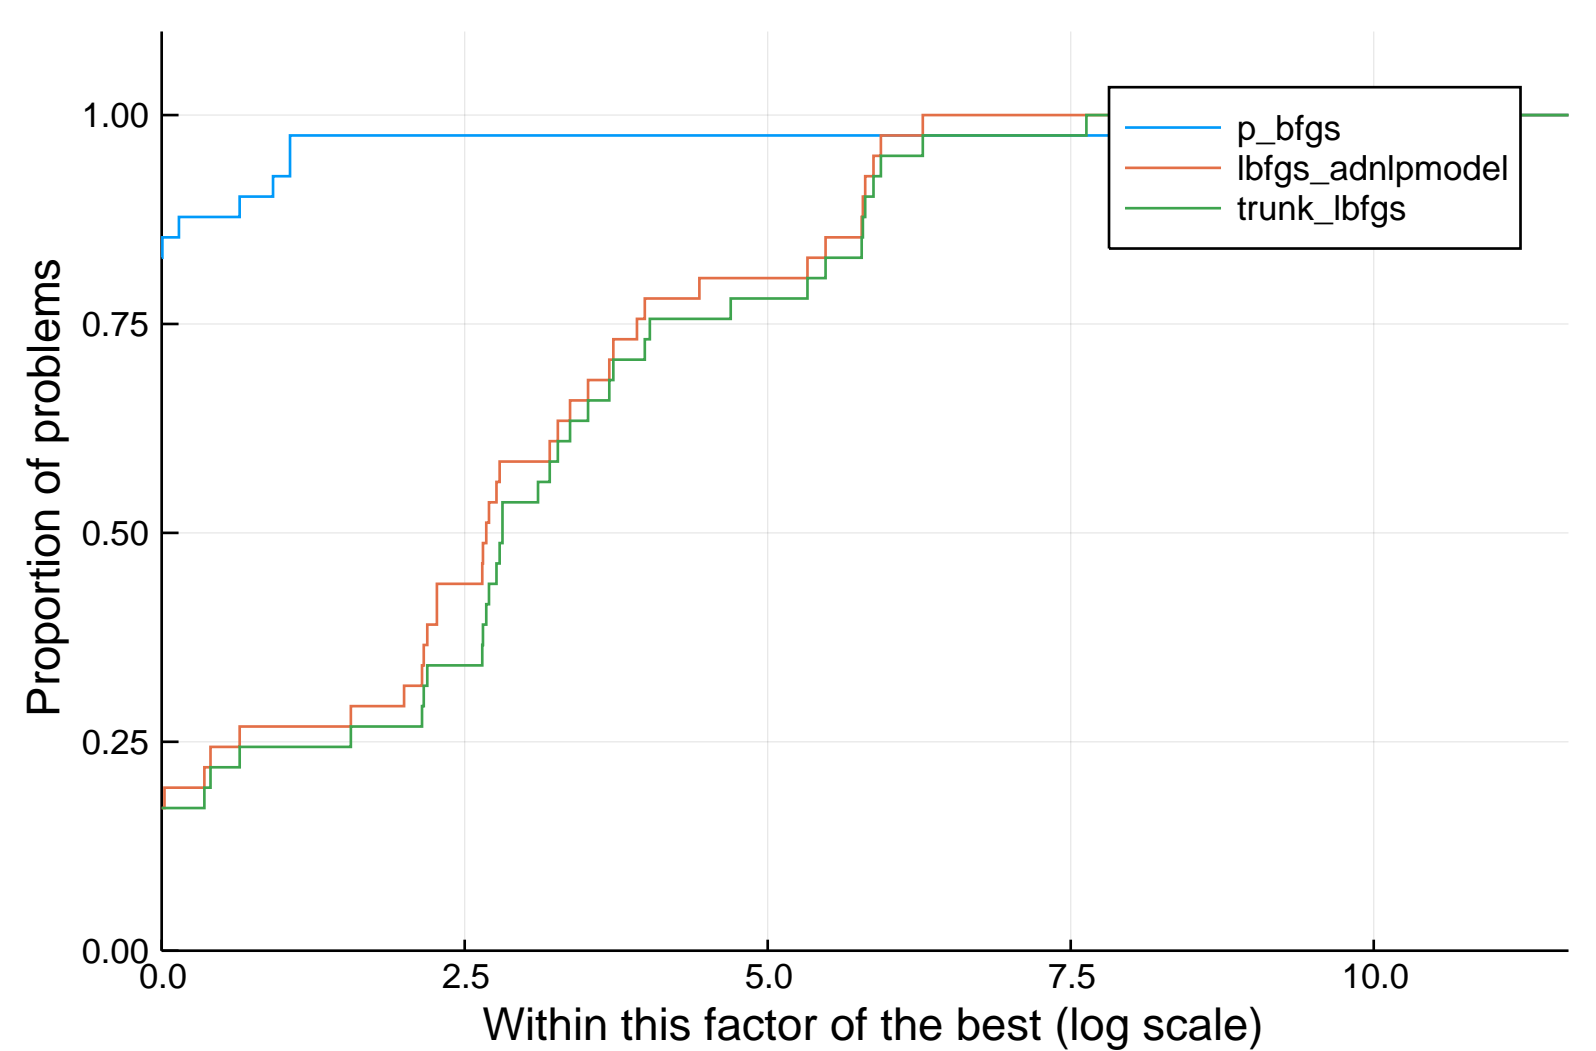 1.00
0.75
0.50
0.25
0.00
Proportion of problems
0.0
2.5
5.0
7.5
10.0
Within this factor of the best (log scale)
p_bfgs
lbfgs_adnlpmodel
trunk_lbfgs